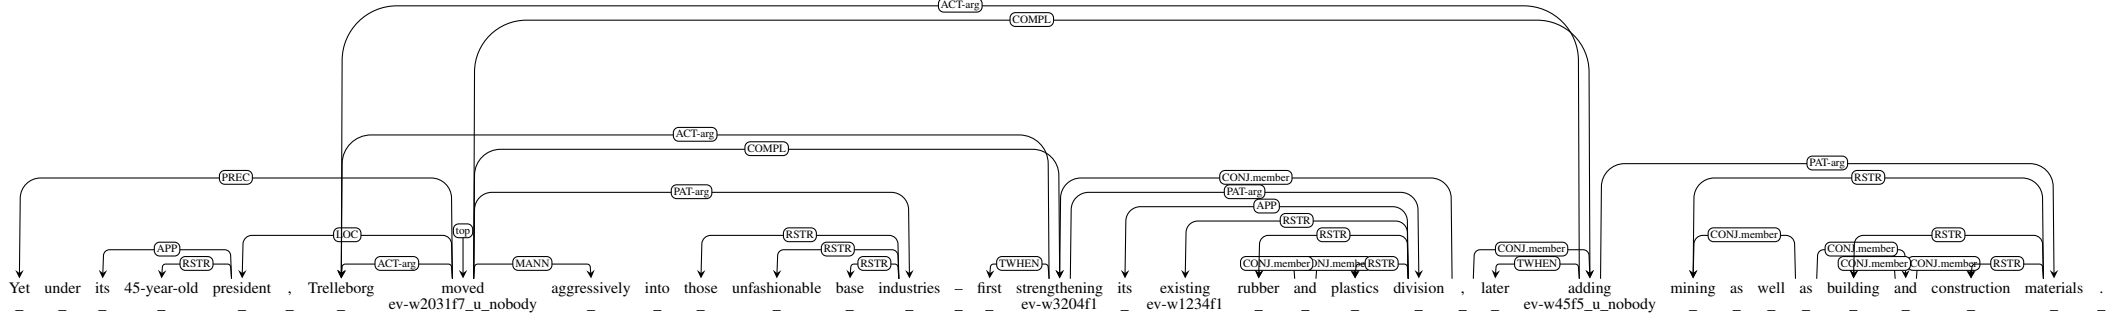 ACT-arg
COMPL
ACT-arg
COMPL
PAT-arg
PREC CONJ.member RSTR
PAT-arg PAT-arg
APP
RSTR
top
LOC RSTR RSTR CONJ.member RSTR
APP RSTR RSTR CONJ.member CONJ.member
RSTR ACT-arg MANN RSTR TWHEN CONJ.member RSTR TWHEN CONJ.member CONJ.member RSTR
Yet under its 45-year-old president , Trelleborg moved aggressively into those unfashionable base industries – first strengthening its existing rubber and plastics division , later adding mining as well as building and construction materials .
_ _ _ _ _ _ _ ev-w2031f7_u_nobody _ _ _ _ _ _ _ _ ev-w3204f1 _ ev-w1234f1 _ _ _ _ _ _ ev-w45f5_u_nobody _ _ _ _ _ _ _ _ _